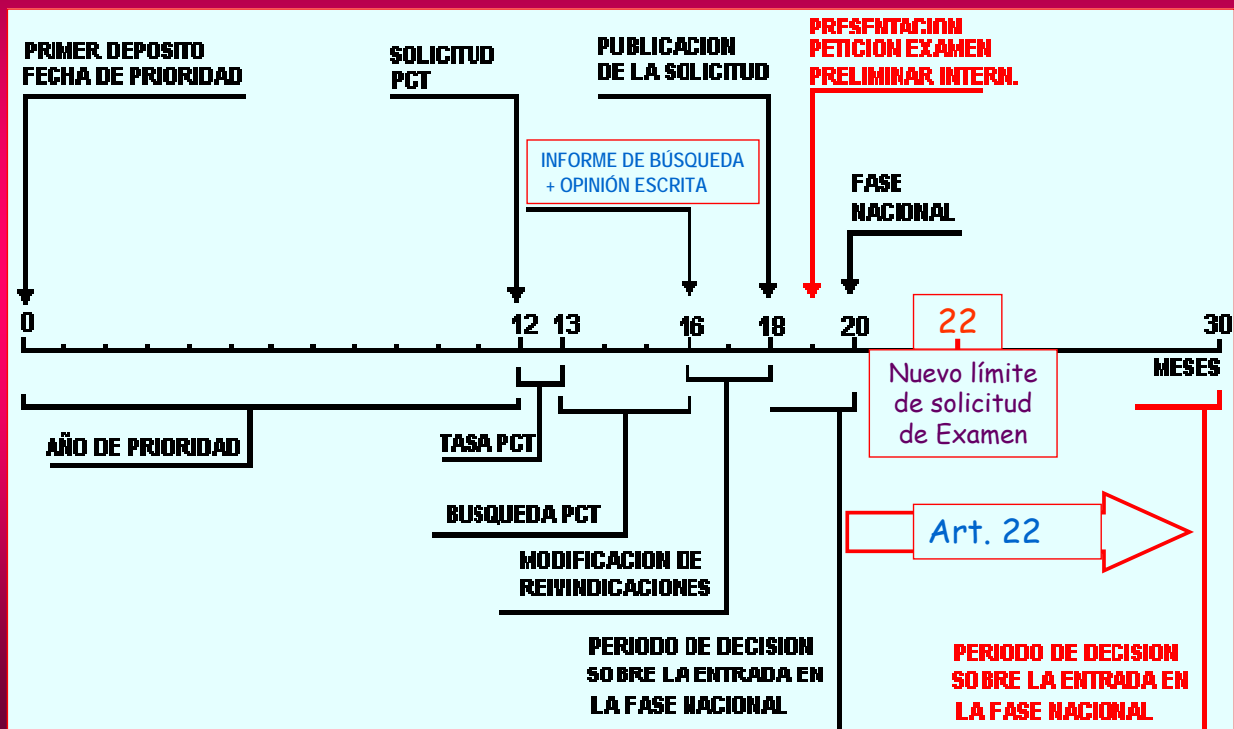 PRIMER DEPOSITO
FECHA DE PRIORIDAD
SOLICITUD
PCT
PUBLICACION
DE LA SOLICITUD
PRESENTACION
PETICION EXAMEN
PRELIMINAR INTERN.
INFORME DE BÚSQUEDA
+ OPINIÓN ESCRITA
FASE
NACIONAL
0
12
13
16
18
20
22
30
MESES
Nuevo límite
de solicitud
de Examen
AÑO DE PRIORIDAD
TASA PCT
BUSQUEDA PCT
MODIFICACION DE
REIVINDICACIONES
Art. 22
PERIODO DE DECISION
SOBRE LA ENTRADA EN
LA FASE NACIONAL
PERIODO DE DECISION
SOBRE LA ENTRADA EN
LA FASE NACIONAL